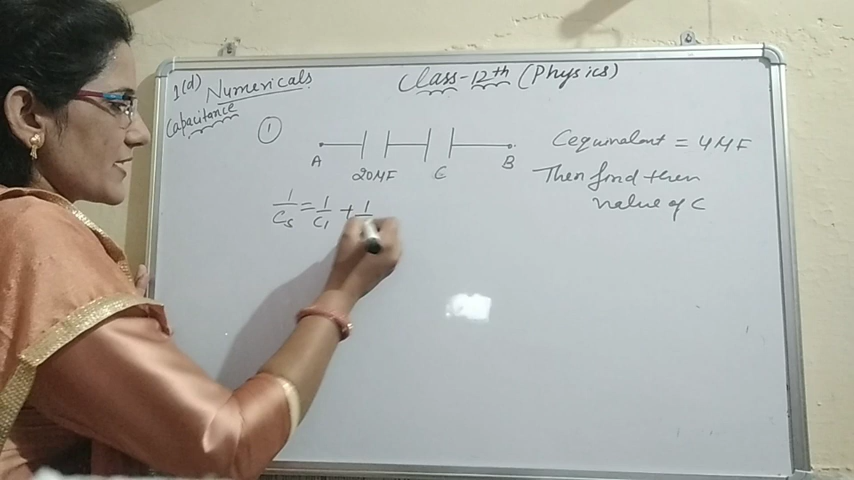 1(d) Numericals
Capacitance
Class-12th (Physics)
①
A 20μF C B
Cequivalent = 4μF
Then find then
value of C
1/Cs = 1/C1 + 1/